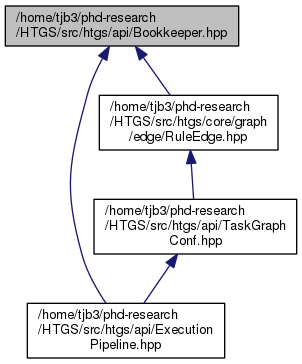 /home/tjb3/phd-research
/HTGS/src/htgs/api/Bookkeeper.hpp
/home/tjb3/phd-research
/HTGS/src/htgs/core/graph
/edge/RuleEdge.hpp
/home/tjb3/phd-research
/HTGS/src/htgs/api/TaskGraph
Conf.hpp
/home/tjb3/phd-research
/HTGS/src/htgs/api/Execution
Pipeline.hpp